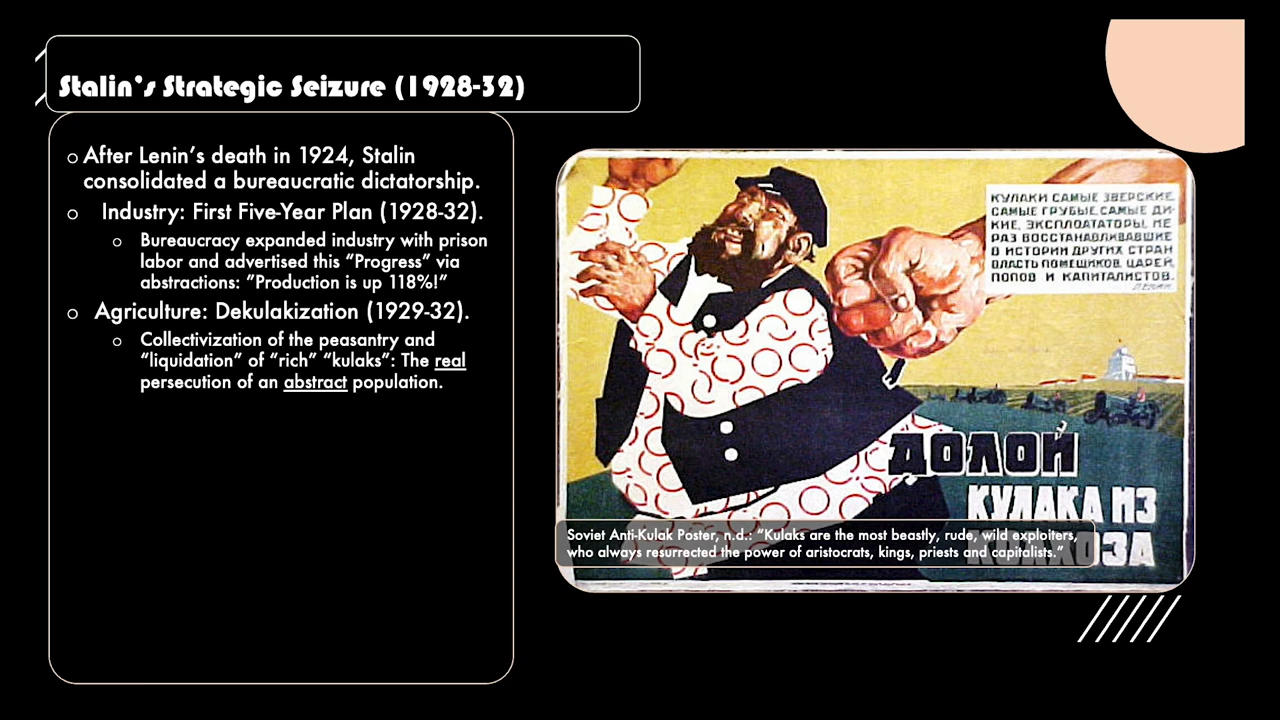 Stalin's Strategic Seizure (1928-32)
After Lenin's death in 1924, Stalin
consolidated a bureaucratic dictatorship.
Industry: First Five-Year Plan (1928-32).
Bureaucracy expanded industry with prison
labor and advertised this "Progress" via
abstractions: "Production is up 118%!"
Agriculture: Dekulakization (1929-32).
Collectivization of the peasantry and
"liquidation" of "rich" "kulaks": The real
persecution of an abstract population.
КУЛАКИ САМЫЕ ЗВЕРСКИЕ,
САМЫЕ ГРУБЫЕ, САМЫЕ ДИ-
КИЕ, ЭКСПЛОАТАТОРЫ, НЕ
РАЗ ВОССТАНАВЛИВАВШИЕ
В ИСТОРИИ ДРУГИХ СТРАН
ВЛАСТЬ ПОМЕЩИКОВ, ЦАРЕЙ,
ПОПОВ И КАПИТАЛИСТОВ.
ЛЕНИН.
ДОЛОЙ
КУЛАКА ИЗ
КОЛХОЗА
Soviet Anti-Kulak Poster, n.d.: "Kulaks are the most beastly, rude, wild exploiters,
who always resurrected the power of aristocrats, kings, priests and capitalists."